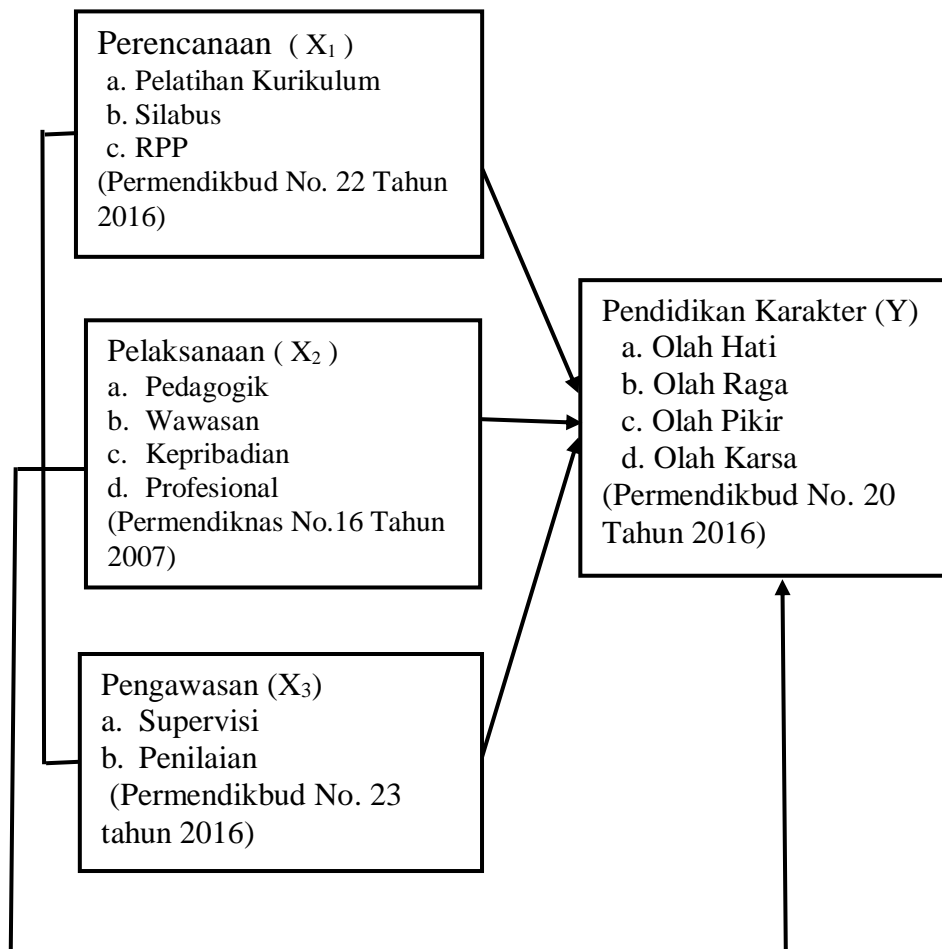 Perencanaan ( X₁ )
a. Pelatihan Kurikulum
b. Silabus
c. RPP
(Permendikbud No. 22 Tahun
2016)
Pelaksanaan ( X₂ )
a. Pedagogik
b. Wawasan
c. Kepribadian
d. Profesional
(Permendiknas No.16 Tahun
2007)
Pengawasan (X₃)
a. Supervisi
b. Penilaian
(Permendikbud No. 23
tahun 2016)
Pendidikan Karakter (Y)
a. Olah Hati
b. Olah Raga
c. Olah Pikir
d. Olah Karsa
(Permendikbud No. 20
Tahun 2016)